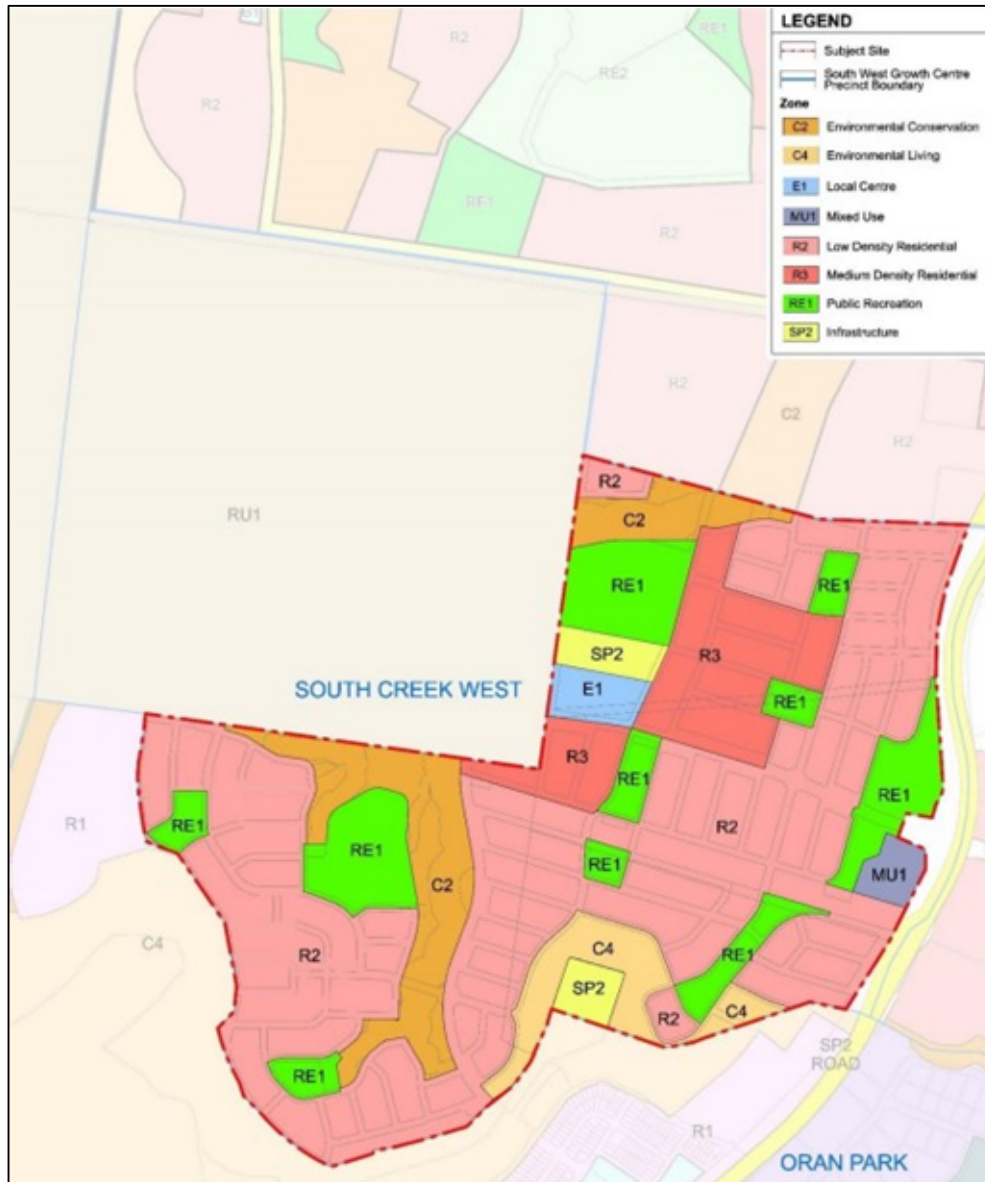 LEGEND
Subject Site
South West Growth Centre
Precinct Boundary
Zone
C2 Environmental Conservation
C4 Environmental Living
E1 Local Centre
MU1 Mixed Use
R2 Low Density Residential
R3 Medium Density Residential
RE1 Public Recreation
SP2 Infrastructure
R2
RE1
R2
RE2
RE1
R2
R2
C2
R2
RU1
R2
C2
RE1
RE1
SP2
R3
SOUTH CREEK WEST
E1
RE1
R3
RE1
RE1
R1
RE1
RE1
R2
RE1
MU1
C2
C4
R2
C4
RE1
SP2
R2
C4
SP2
ROAD
RE1
R1
ORAN PARK